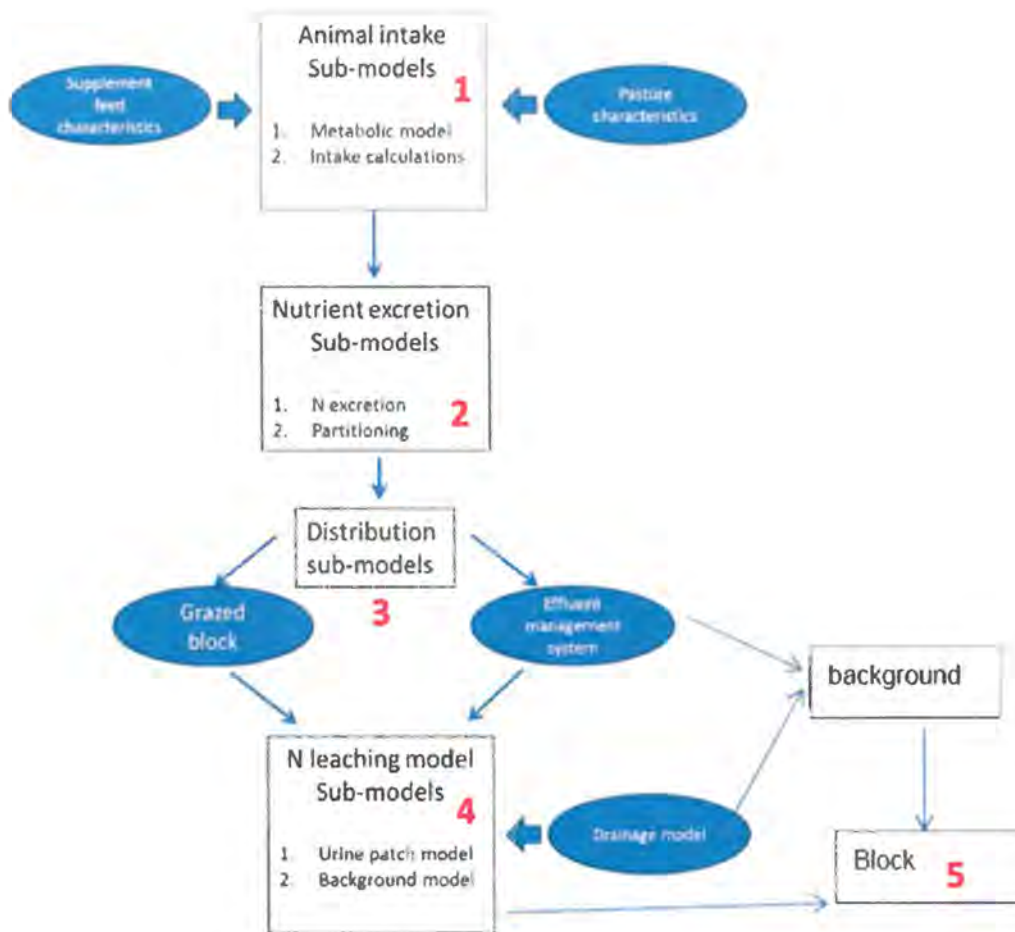 Animal intake
Sub-models
1
1. Metabolic model
2. Intake calculations
Supplement
feed
characteristics
Pasture
characteristics
Nutrient excretion
Sub-models
1. N excretion
2. Partitioning
2
Distribution
sub-models
3
Grazed
block
Effluent
management
system
background
N leaching model
Sub-models
4
1. Urine patch model
2. Background model
Drainage model
Block
5